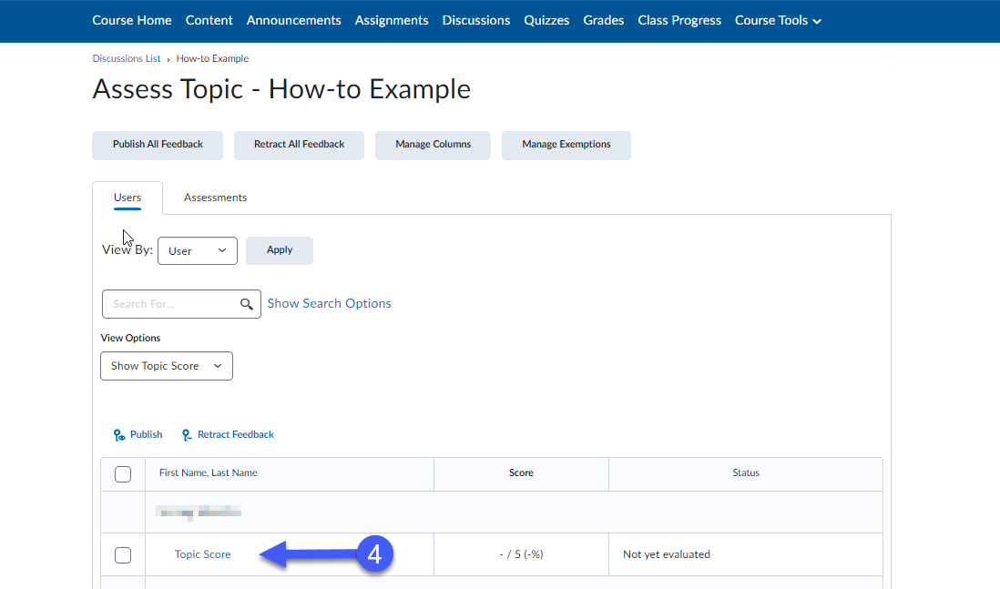 Course Home Content Announcements Assignments Discussions Quizzes Grades Class Progress Course Tools
Discussions List › How-to Example
Assess Topic - How-to Example
Publish All Feedback Retract All Feedback Manage Columns Manage Exemptions
Users Assessments
View By: User Apply
Search For... Show Search Options
View Options
Show Topic Score
Publish Retract Feedback
First Name, Last Name Score Status
Topic Score 4 - / 5 (-%) Not yet evaluated